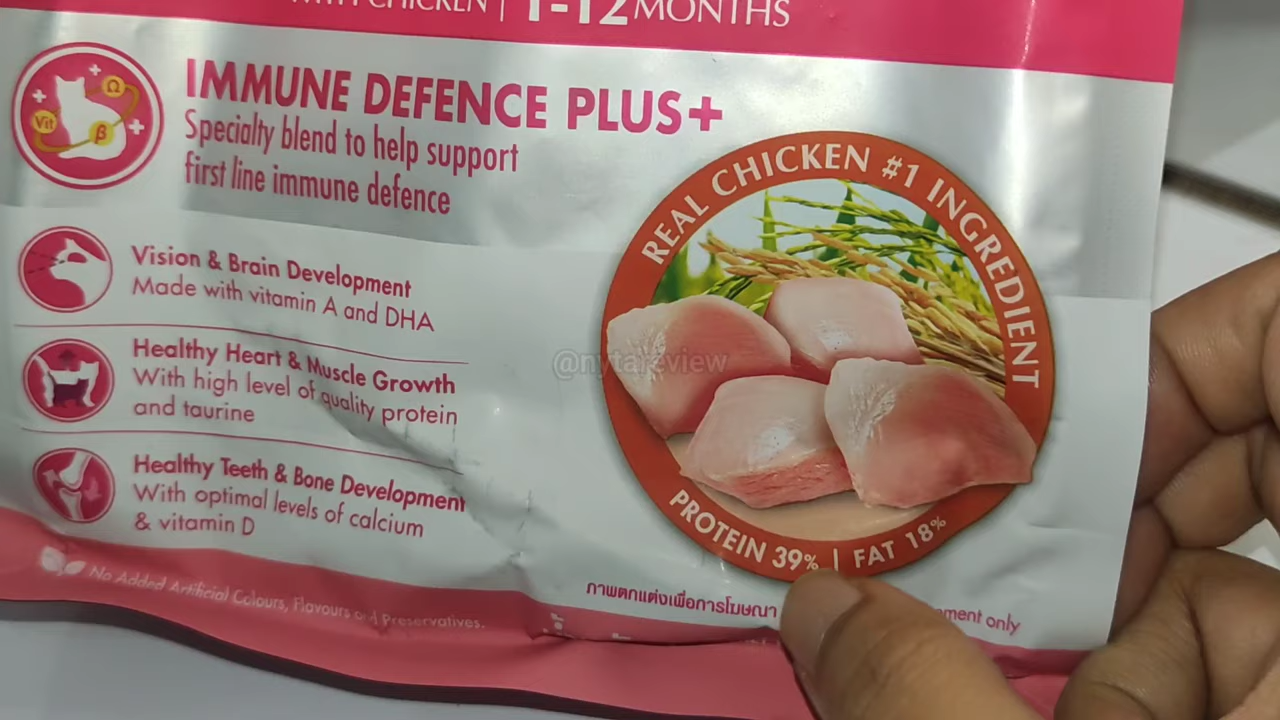 WITH CHICKEN | 1-12 MONTHS
IMMUNE DEFENCE PLUS+
Specialty blend to help support
first line immune defence
Ω
Vit
β
Vision & Brain Development
Made with vitamin A and DHA
Healthy Heart & Muscle Growth
With high level of quality protein
and taurine
Healthy Teeth & Bone Development
With optimal levels of calcium
& vitamin D
No Added Artificial Colours, Flavours and Preservatives.
REAL CHICKEN #1 INGREDIENT
PROTEIN 39% | FAT 18%
@nytareview
ภาพตกแต่งเพื่อการโฆษณา only